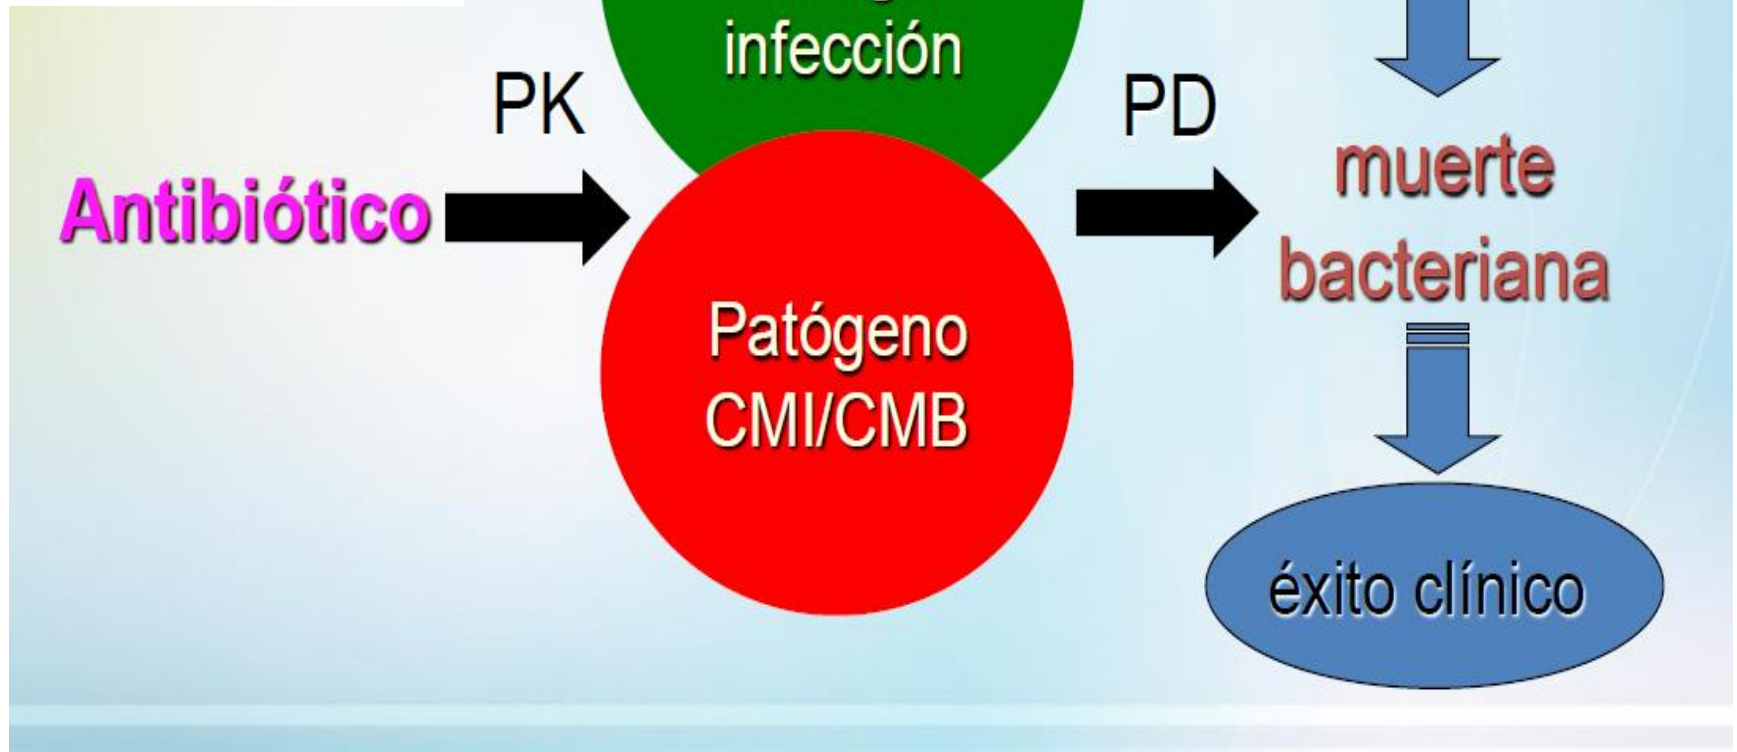 infección
PK
PD
Antibiótico
muerte
bacteriana
Patógeno
CMI/CMB
éxito clínico